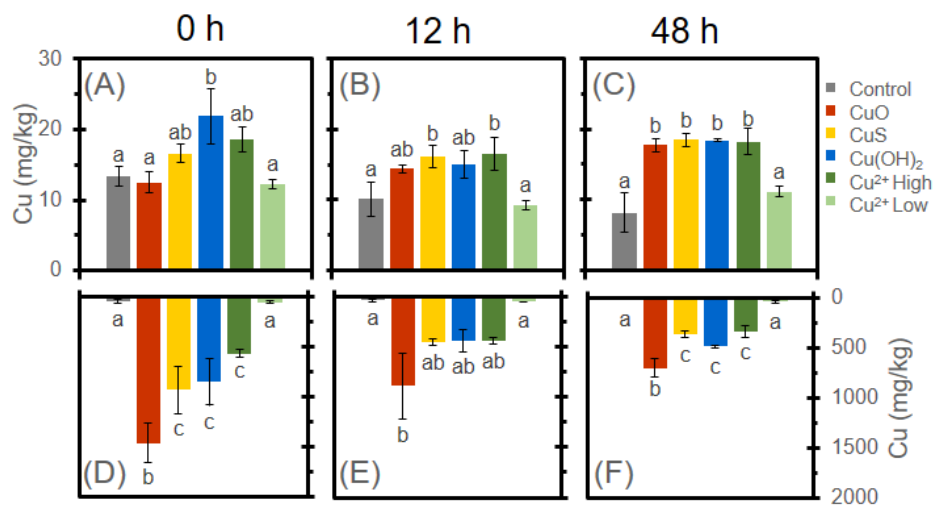 0 h 12 h 48 h
30
20
10
0
Cu (mg/kg)
(A)
a a ab b ab a
(B)
a ab b ab b a
(C)
a b b b b a
Control
CuO
CuS
Cu(OH)₂
Cu²⁺ High
Cu²⁺ Low
(D)
a b c c c a
(E)
a b ab ab ab a
(F)
a b c c c a
0
500
1000
1500
2000
Cu (mg/kg)